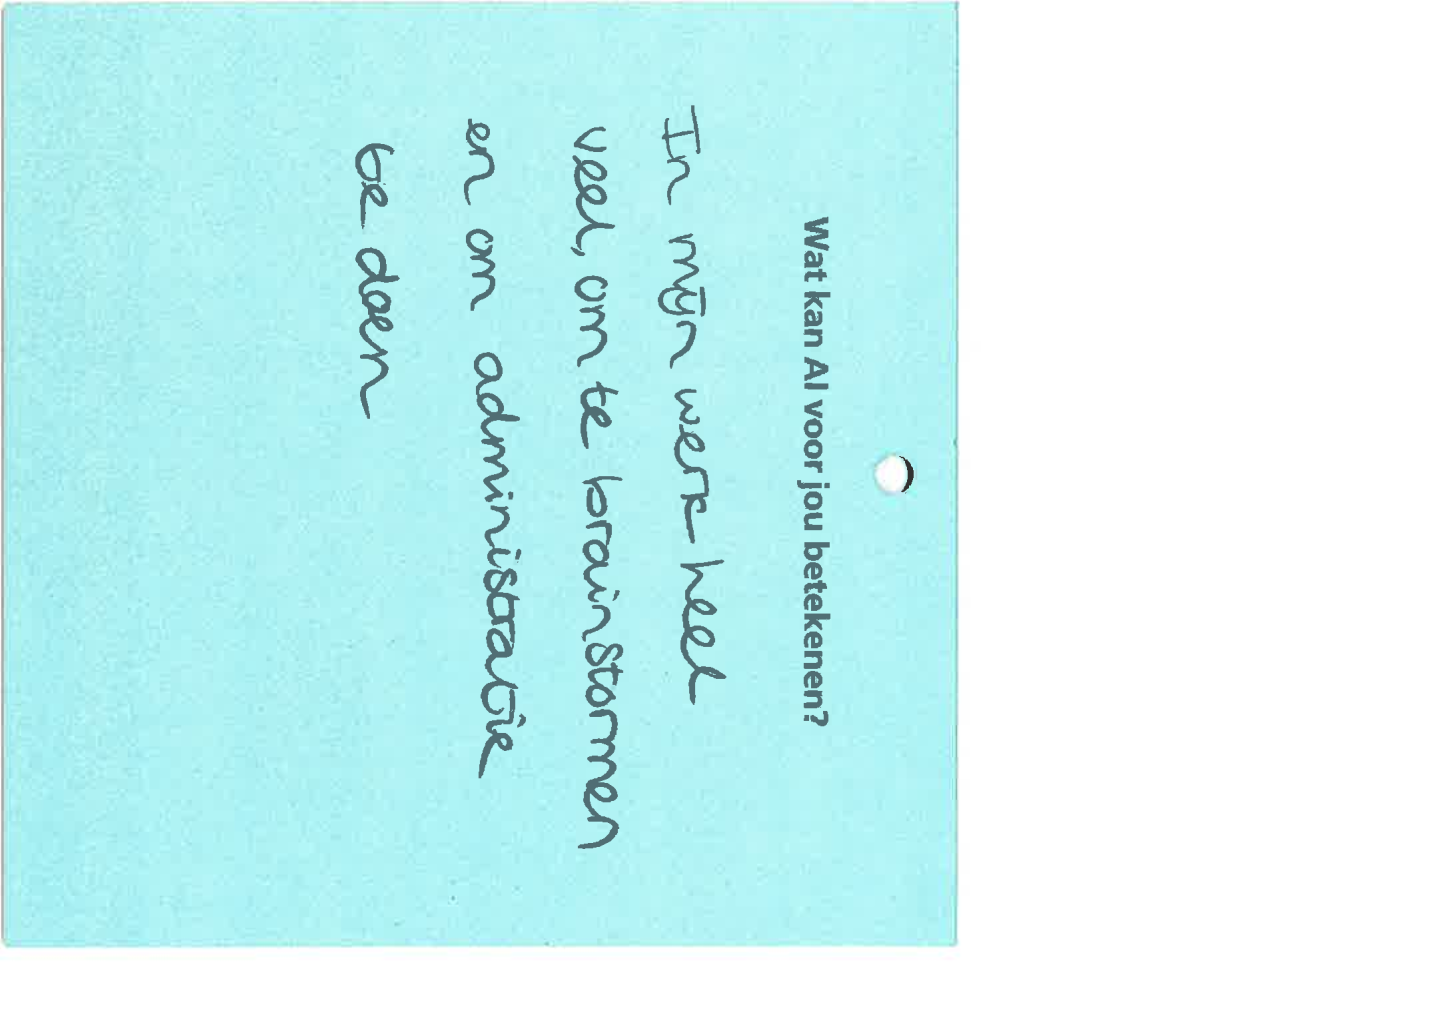 Wat kan AI voor jou betekenen?
In mijn werk heel
veel, om te brainstormen
en om administratie
te doen